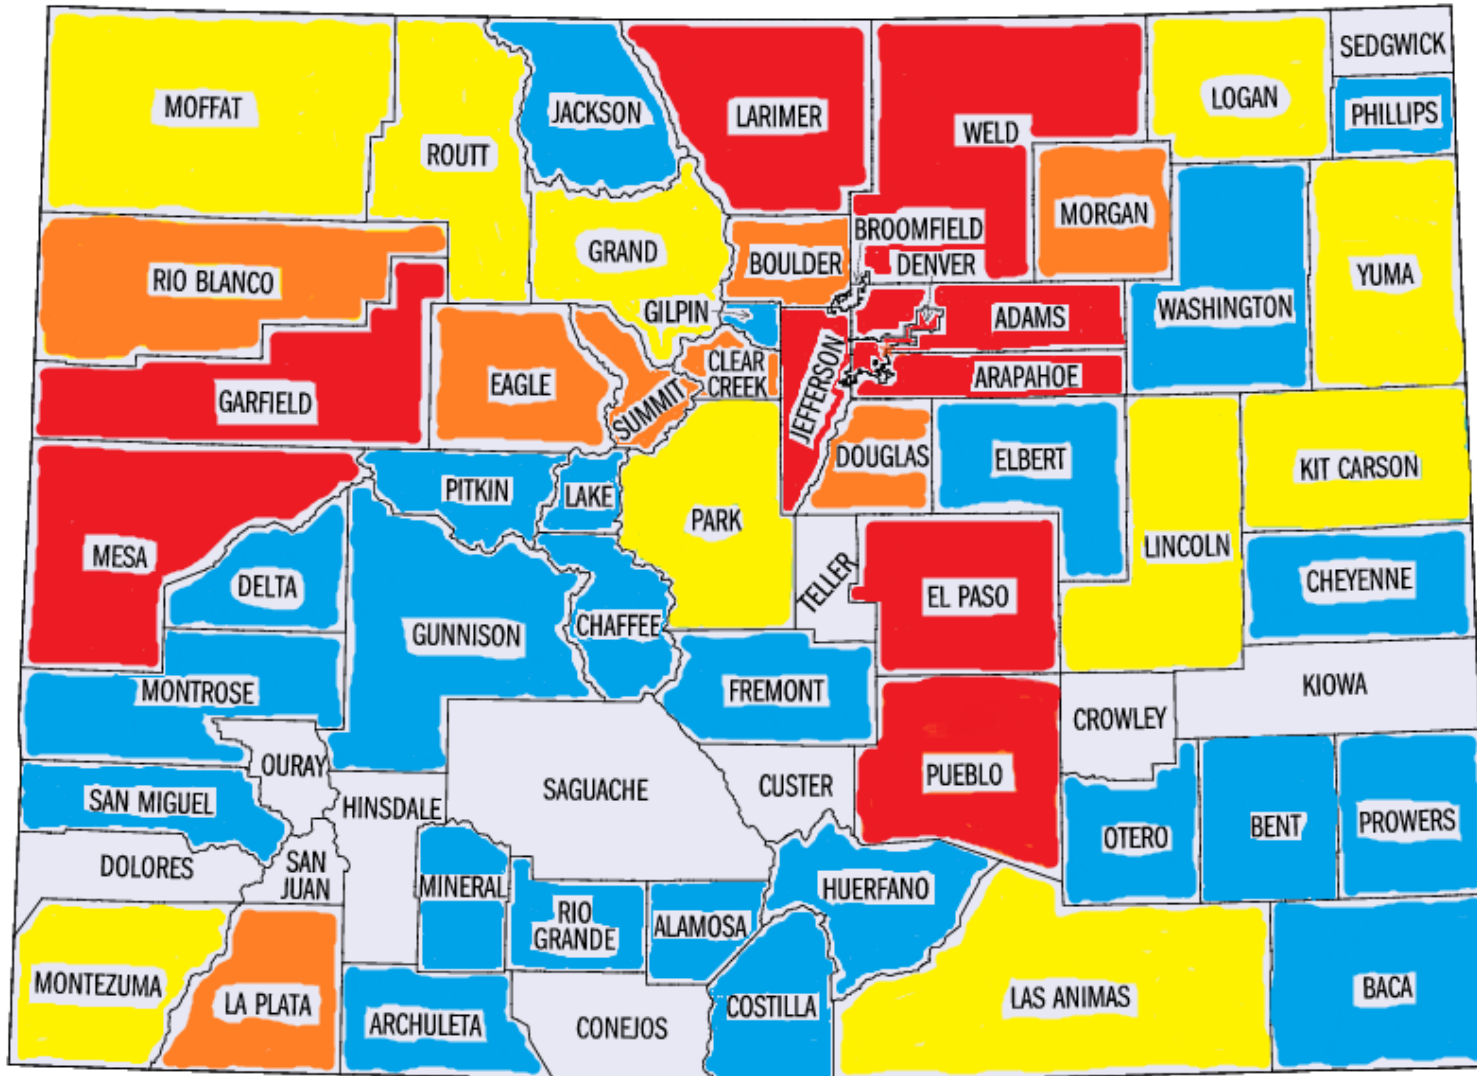 SEDGWICK
MOFFAT
JACKSON
LARIMER
WELD
LOGAN
PHILLIPS
ROUTT
GRAND
BOULDER
BROOMFIELD
DENVER
MORGAN
WASHINGTON
YUMA
RIO BLANCO
GILPIN
ADAMS
GARFIELD
EAGLE
SUMMIT
CLEAR
CREEK
JEFFERSON
ARAPAHOE
DOUGLAS
ELBERT
KIT CARSON
MESA
PITKIN
LAKE
PARK
TELLER
EL PASO
LINCOLN
CHEYENNE
DELTA
GUNNISON
CHAFFEE
MONTROSE
FREMONT
CROWLEY
KIOWA
OURAY
SAN MIGUEL
HINSDALE
SAGUACHE
CUSTER
PUEBLO
OTERO
BENT
PROWERS
DOLORES
SAN
JUAN
MINERAL
RIO
GRANDE
ALAMOSA
HUERFANO
MONTEZUMA
LA PLATA
ARCHULETA
CONEJOS
COSTILLA
LAS ANIMAS
BACA